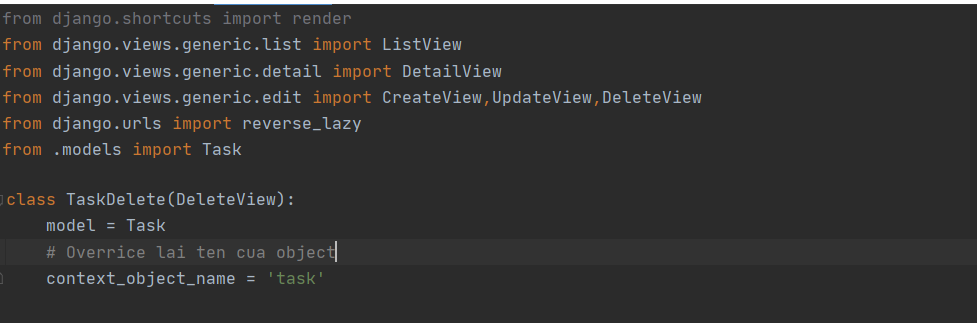 from django.shortcuts import render
from django.views.generic.list import ListView
from django.views.generic.detail import DetailView
from django.views.generic.edit import CreateView,UpdateView,DeleteView
from django.urls import reverse_lazy
from .models import Task
class TaskDelete(DeleteView):
    model = Task
    # Overrice lai ten cua object
    context_object_name = 'task'